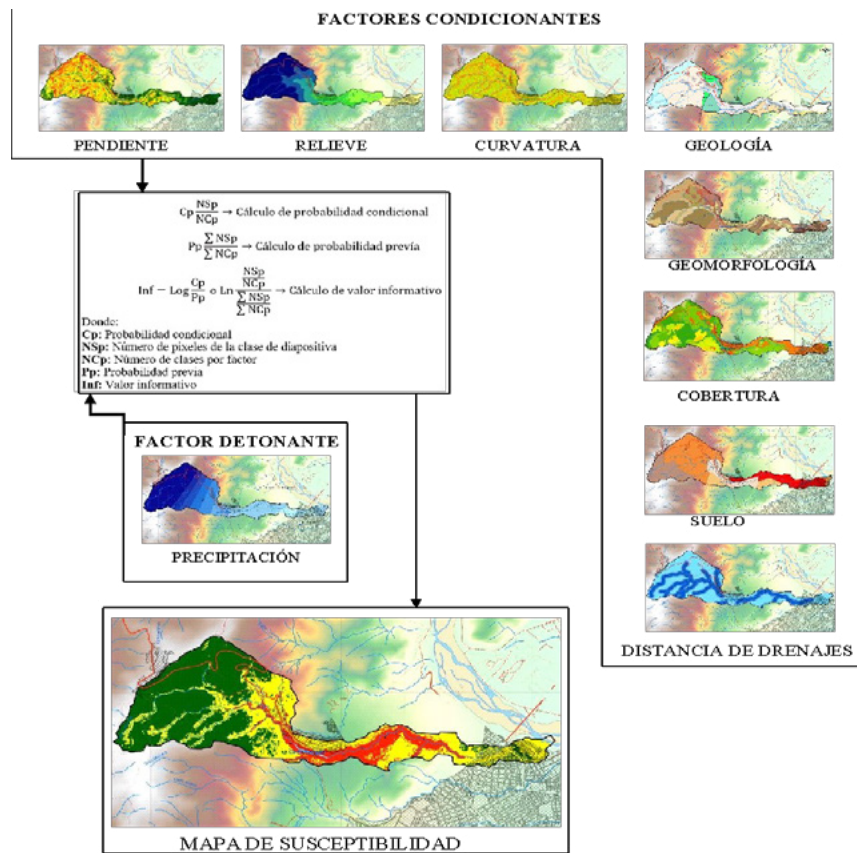 FACTORES CONDICIONANTES
PENDIENTE
RELIEVE
CURVATURA
GEOLOGÍA
Cp NSp/NCp → Cálculo de probabilidad condicional
Pp ∑ NSp/∑ NCp → Cálculo de probabilidad previa
Inf − Log Cp/Pp o Ln NSp/NCp/∑ NSp/∑ NCp → Cálculo de valor informativo
Donde:
Cp: Probabilidad condicional
NSp: Número de pixeles de la clase de diapositiva
NCp: Número de clases por factor
Pp: Probabilidad previa
Inf: Valor informativo
GEOMORFOLOGÍA
COBERTURA
SUELO
DISTANCIA DE DRENAJES
FACTOR DETONANTE
PRECIPITACIÓN
MAPA DE SUSCEPTIBILIDAD